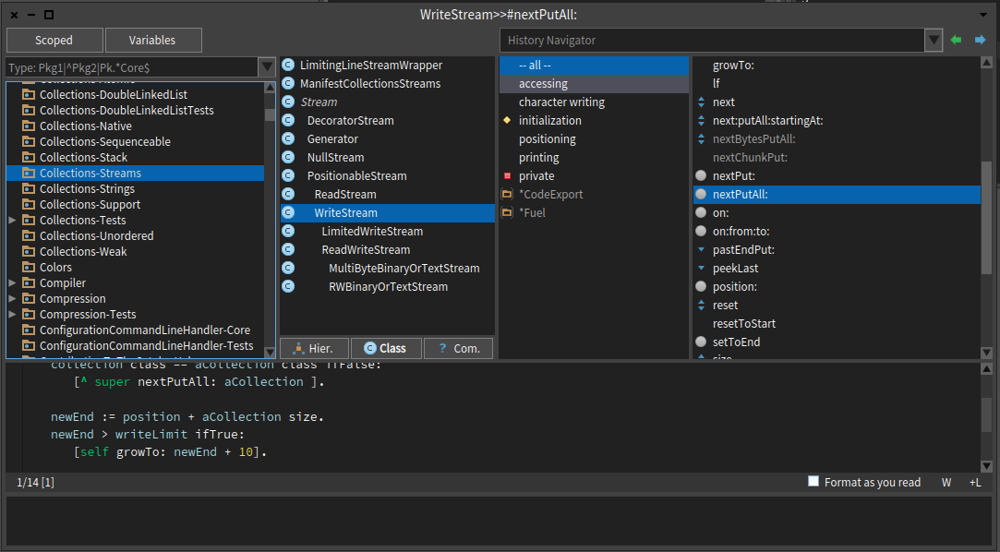 WriteStream>>#nextPutAll:
Scoped
Variables
History Navigator
Type: Pkg1|^Pkg2|Pk.*Core$
Collections-DoubleLinkedList
Collections-DoubleLinkedListTests
Collections-Native
Collections-Sequenceable
Collections-Stack
Collections-Streams
Collections-Strings
Collections-Support
Collections-Tests
Collections-Unordered
Collections-Weak
Colors
Compiler
Compression
Compression-Tests
ConfigurationCommandLineHandler-Core
ConfigurationCommandLineHandler-Tests
LimitingLineStreamWrapper
ManifestCollectionsStreams
Stream
DecoratorStream
Generator
NullStream
PositionableStream
ReadStream
WriteStream
LimitedWriteStream
ReadWriteStream
MultiByteBinaryOrTextStream
RWBinaryOrTextStream
Hier.
Class
? Com.
-- all --
accessing
character writing
initialization
positioning
printing
private
*CodeExport
*Fuel
growTo:
lf
next
next:putAll:startingAt:
nextBytesPutAll:
nextChunkPut:
nextPut:
nextPutAll:
on:
on:from:to:
pastEndPut:
peekLast
position:
reset
resetToStart
setToEnd
size
collection class == aCollection class ifFalse:
[^ super nextPutAll: aCollection ].
newEnd := position + aCollection size.
newEnd > writeLimit ifTrue:
[self growTo: newEnd + 10].
1/14 [1]
Format as you read
W
+L